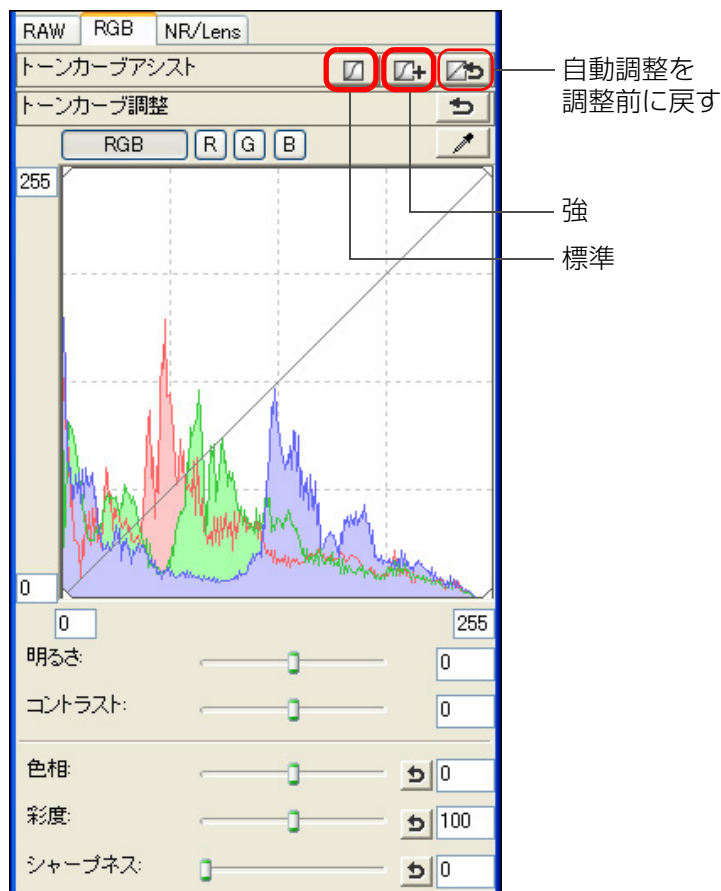 RAW RGB NR/Lens
トーンカーブアシスト
自動調整を
調整前に戻す
トーンカーブ調整
RGB R G B
255
強
標準
0
0 255
明るさ: 0
コントラスト: 0
色相: 0
彩度: 100
シャープネス: 0